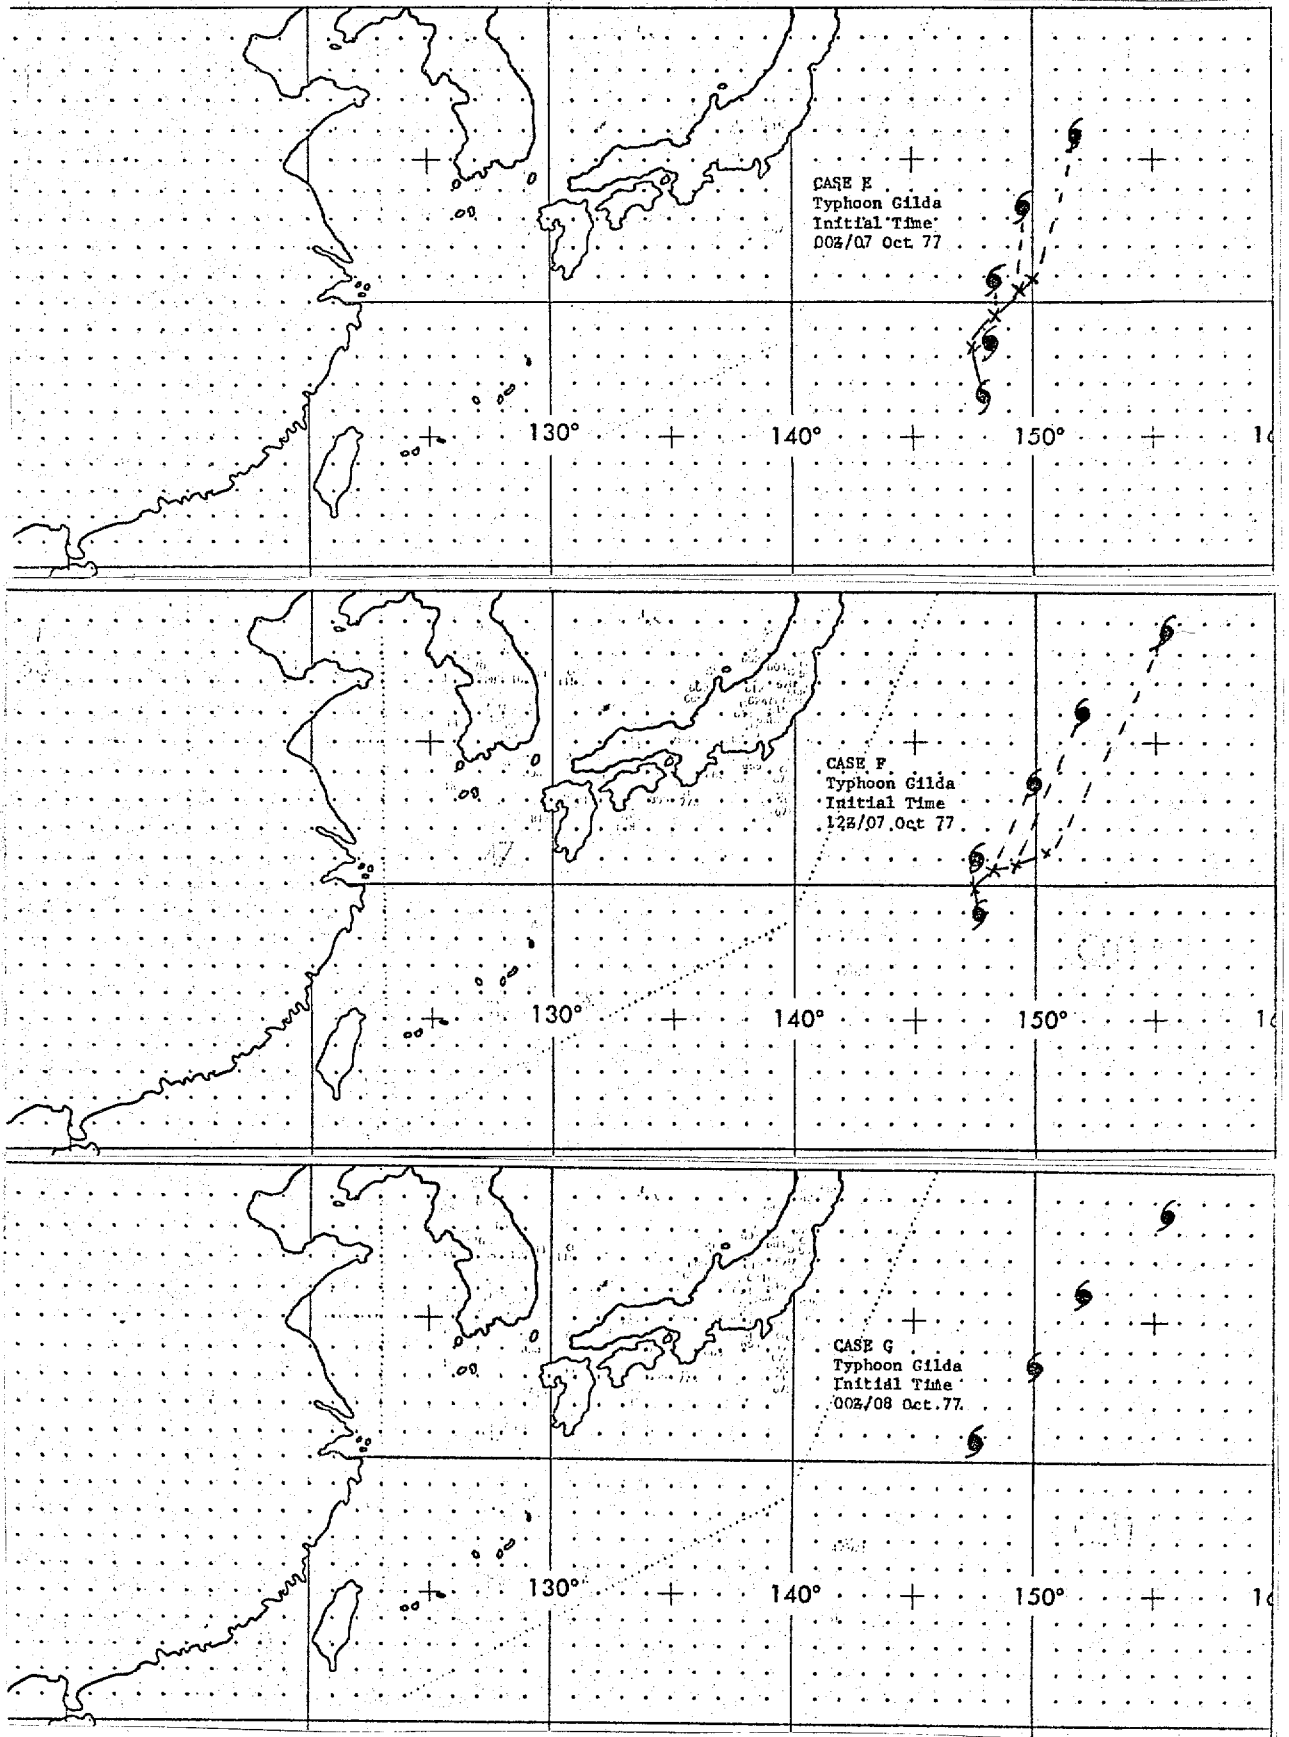 CASE E
Typhoon Gilda
Initial Time
00Z/07 Oct 77
130°
140°
150°
CASE F
Typhoon Gilda
Initial Time
12Z/07 Oct 77
130°
140°
150°
CASE G
Typhoon Gilda
Initial Time
00Z/08 Oct 77
130°
140°
150°